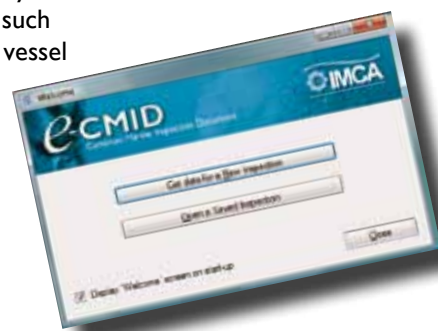 such
vessel
Welcome
IMCA
e-CMID
Common Marine Inspection Document
Get data for a New Inspection
Open a Saved Inspection
Close
Display 'Welcome' screen on start-up